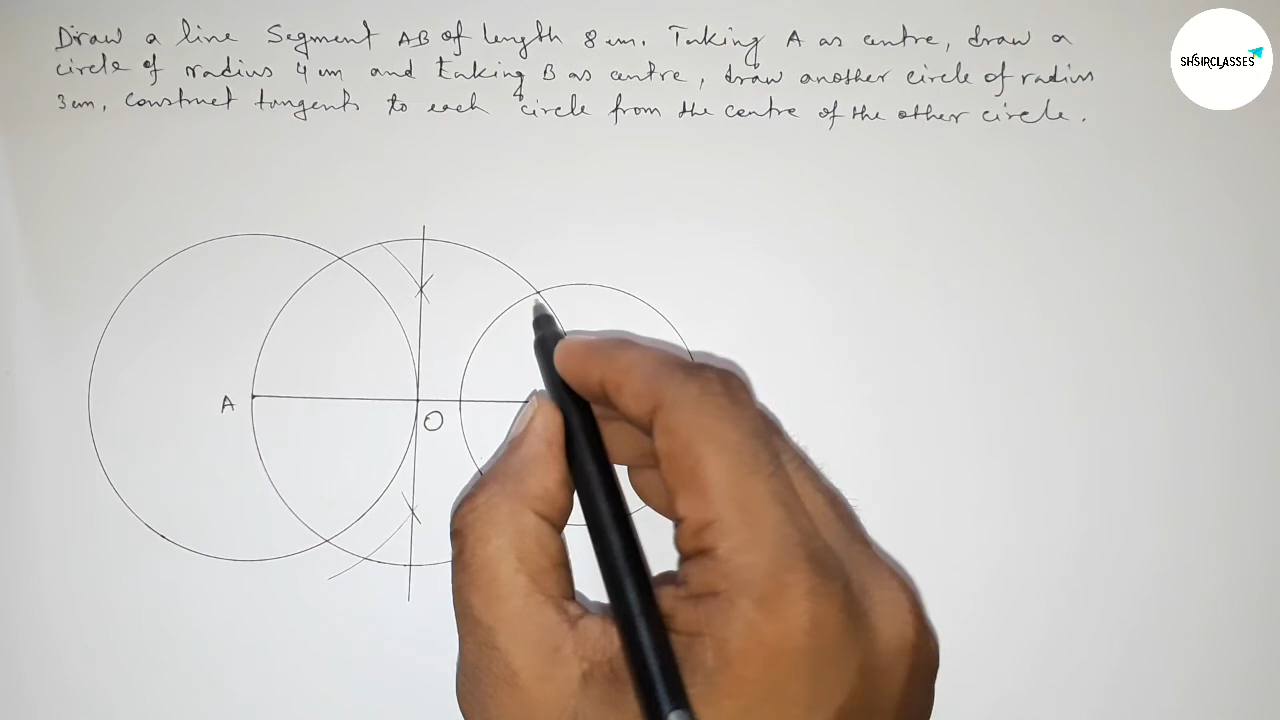 Draw a line Segment AB of length 8 cm. Taking A as centre, draw a
circle of radius 4 cm and taking B as centre, draw another circle of radius
3 cm, construct tangents to each circle from the centre of the other circle.
SHSIRCLASSES
A
O